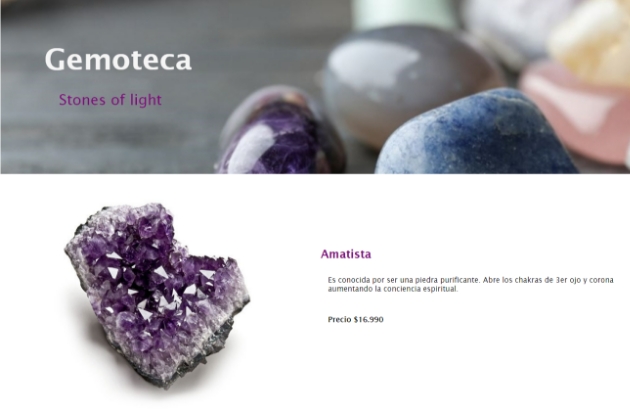 Gemoteca
Stones of light
Amatista
Es conocida por ser una piedra purificante. Abre los chakras de 3er ojo y corona
aumentando la conciencia espiritual.
Precio $16.990